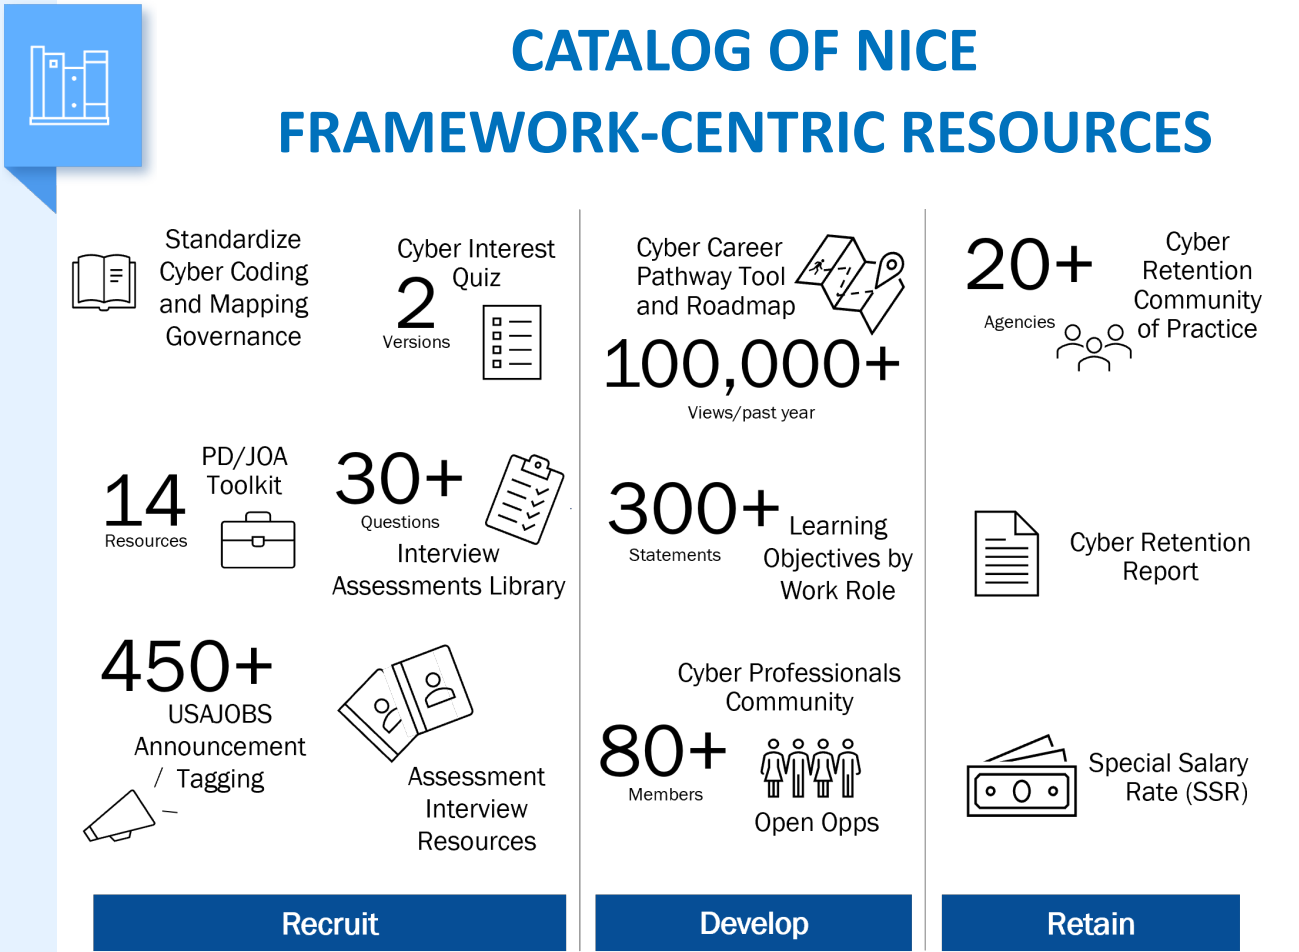 CATALOG OF NICE
FRAMEWORK-CENTRIC RESOURCES
Standardize
Cyber Coding
and Mapping
Governance
Cyber Interest
Quiz
2
Versions
14
Resources
PD/JOA
Toolkit
30+
Questions
Interview
Assessments Library
450+
USAJOBS
Announcement
Tagging
Assessment
Interview
Resources
Recruit
Cyber Career
Pathway Tool
and Roadmap
100,000+
Views/past year
300+
Statements
Learning
Objectives by
Work Role
Cyber Professionals
Community
80+
Members
Open Opps
Develop
20+
Agencies
Cyber
Retention
Community
of Practice
Cyber Retention
Report
Special Salary
Rate (SSR)
Retain